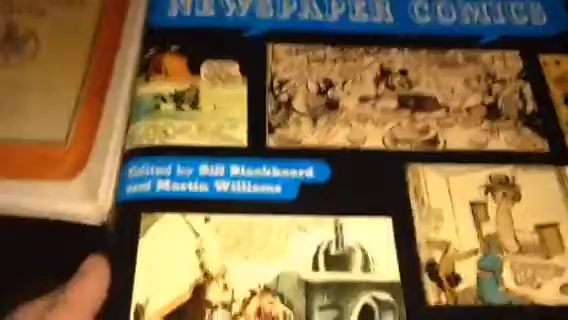 NEWSPAPER COMICS
Edited by Bill Blackbeard
and Martin Williams